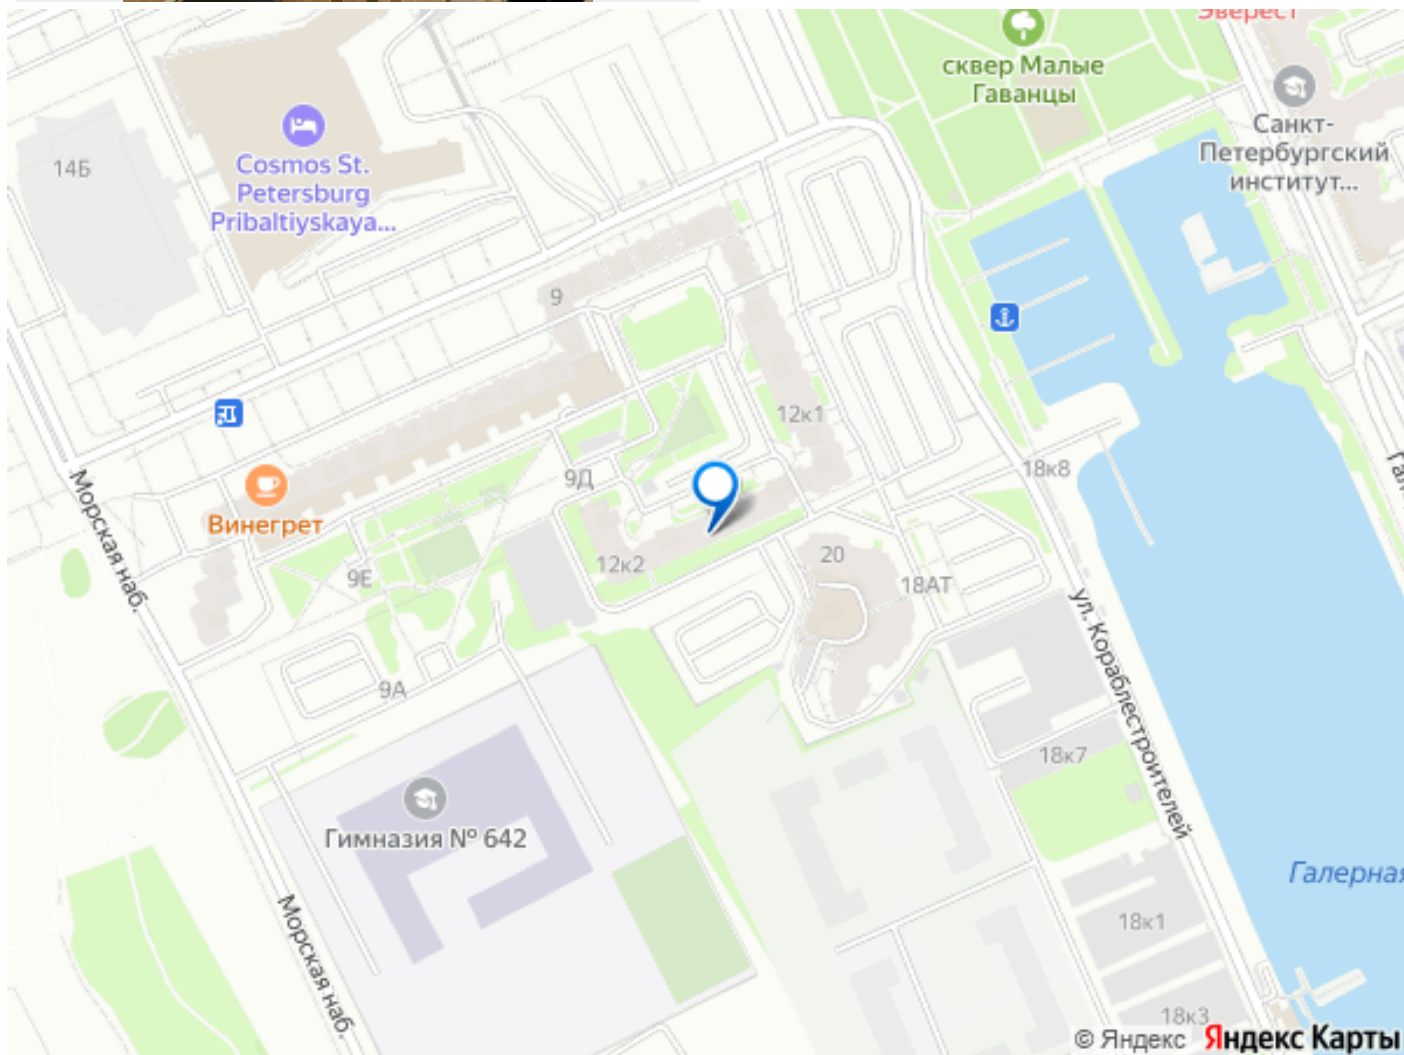 Эверест
сквер Малые
Гаванцы
Санкт-
Петербургский
институт...
14Б
Cosmos St.
Petersburg
Pribaltiyskaya...
9
12к1
18к8
9Д
Винегрет
Морская наб.
12к2
20
9Е
18АТ
ул. Кораблестроителей
9А
18к7
Гимназия № 642
Галерная
18к1
Морская наб.
18к3
© Яндекс Яндекс Карты